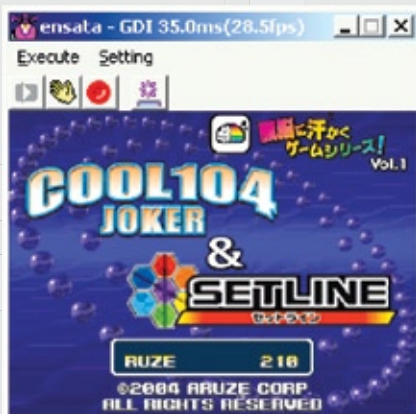 ensata - GDI 35.0ms(28.5fps)
Execute Setting
右脳に汗かく
ゲームシリーズ!
Vol.1
COOL104
JOKER
&
SETLINE
セットライン
RUZE 210
©2004 ARUZE CORP.
ALL RIGHTS RESERVED